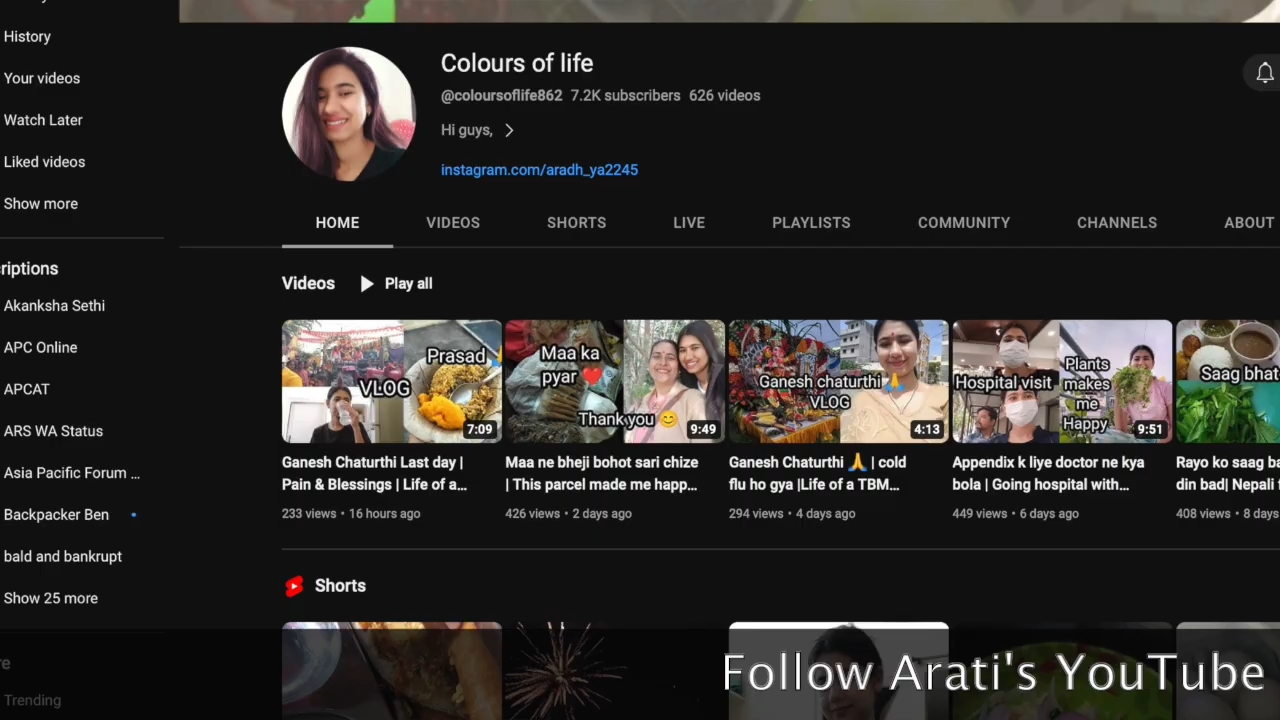 History
Your videos
Watch Later
Liked videos
Show more
criptions
Akanksha Sethi
APC Online
APCAT
ARS WA Status
Asia Pacific Forum ...
Backpacker Ben
bald and bankrupt
Show 25 more
re
Trending
Colours of life
@coloursoflife862 7.2K subscribers 626 videos
Hi guys,
instagram.com/aradh_ya2245
HOME VIDEOS SHORTS LIVE PLAYLISTS COMMUNITY CHANNELS ABOUT
Videos Play all
Prasad
VLOG
7:09
Ganesh Chaturthi Last day |
Pain & Blessings | Life of a...
233 views • 16 hours ago
Maa ka
pyar ❤️
Thank you 😊
9:49
Maa ne bheji bohot sari chize
| This parcel made me happ...
426 views • 2 days ago
Ganesh chaturthi 🙏
VLOG
4:13
Ganesh Chaturthi 🙏 | cold
flu ho gya |Life of a TBM...
294 views • 4 days ago
Hospital visit
Plants
makes
me
Happy
9:51
Appendix k liye doctor ne kya
bola | Going hospital with...
449 views • 6 days ago
Saag bhat
Rayo ko saag ba
din bad| Nepali f
408 views • 8 days
Shorts
Follow Arati's YouTube